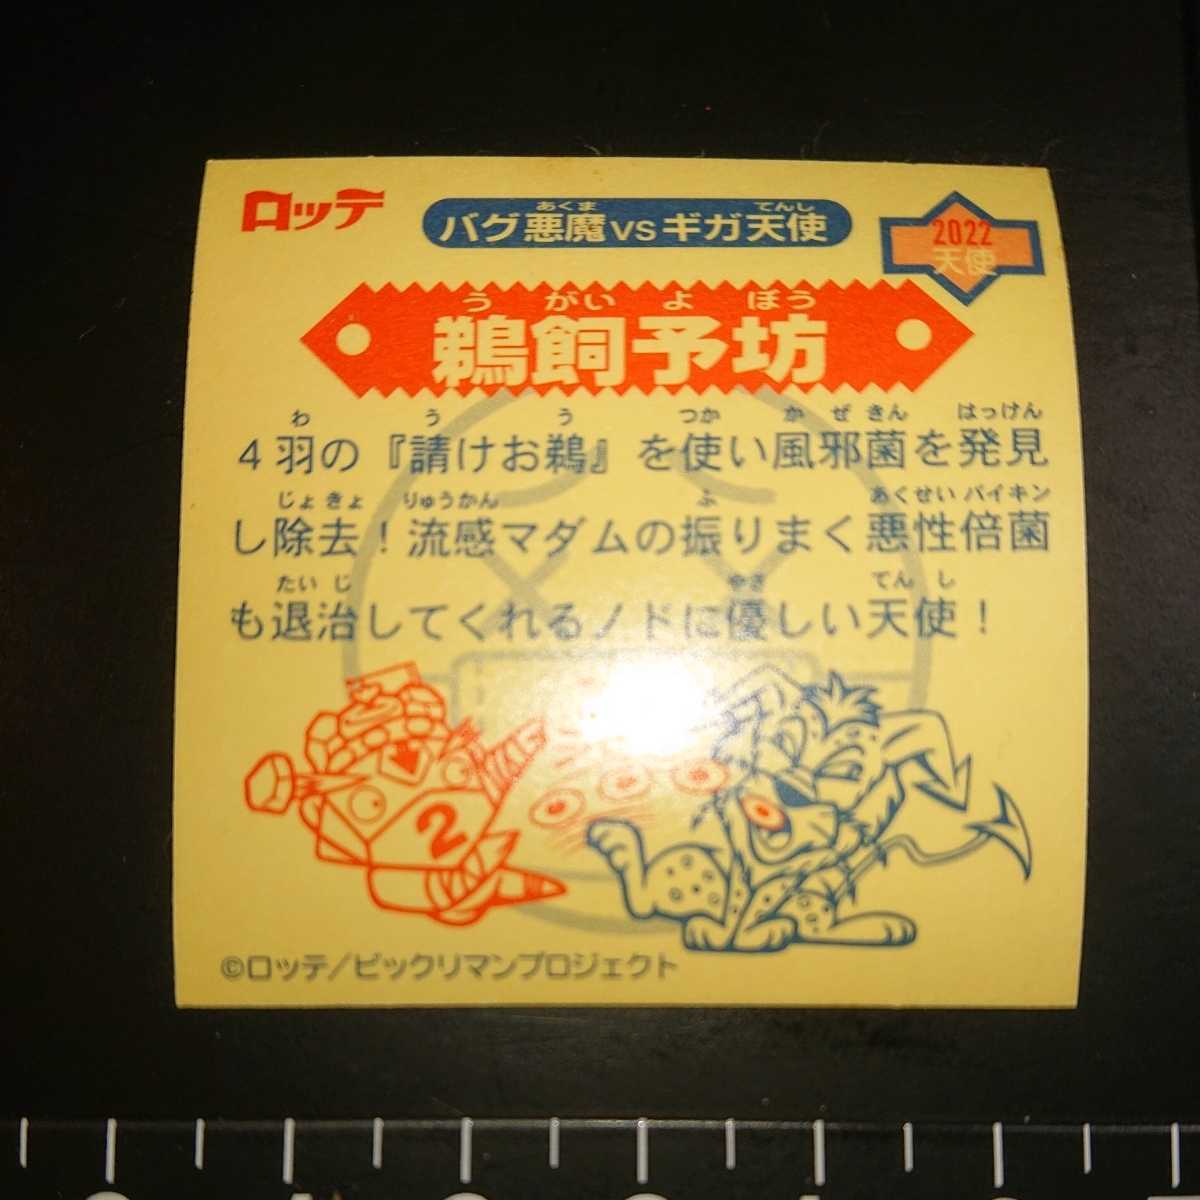 ロッテ
あくま てんし
バグ悪魔vsギガ天使
2022
天使
う がい よ ぼう
鵜飼予坊
わ う う つか か ぜ きん はっけん
4羽の『請けお鵜』を使い風邪菌を発見
じょ きょ りゅうかん ふ あくせい バイキン
し除去!流感マダムの振りまく悪性倍菌
たい じ やさ てん し
も退治してくれるノドに優しい天使!
2
©ロッテ/ビックリマンプロジェクト